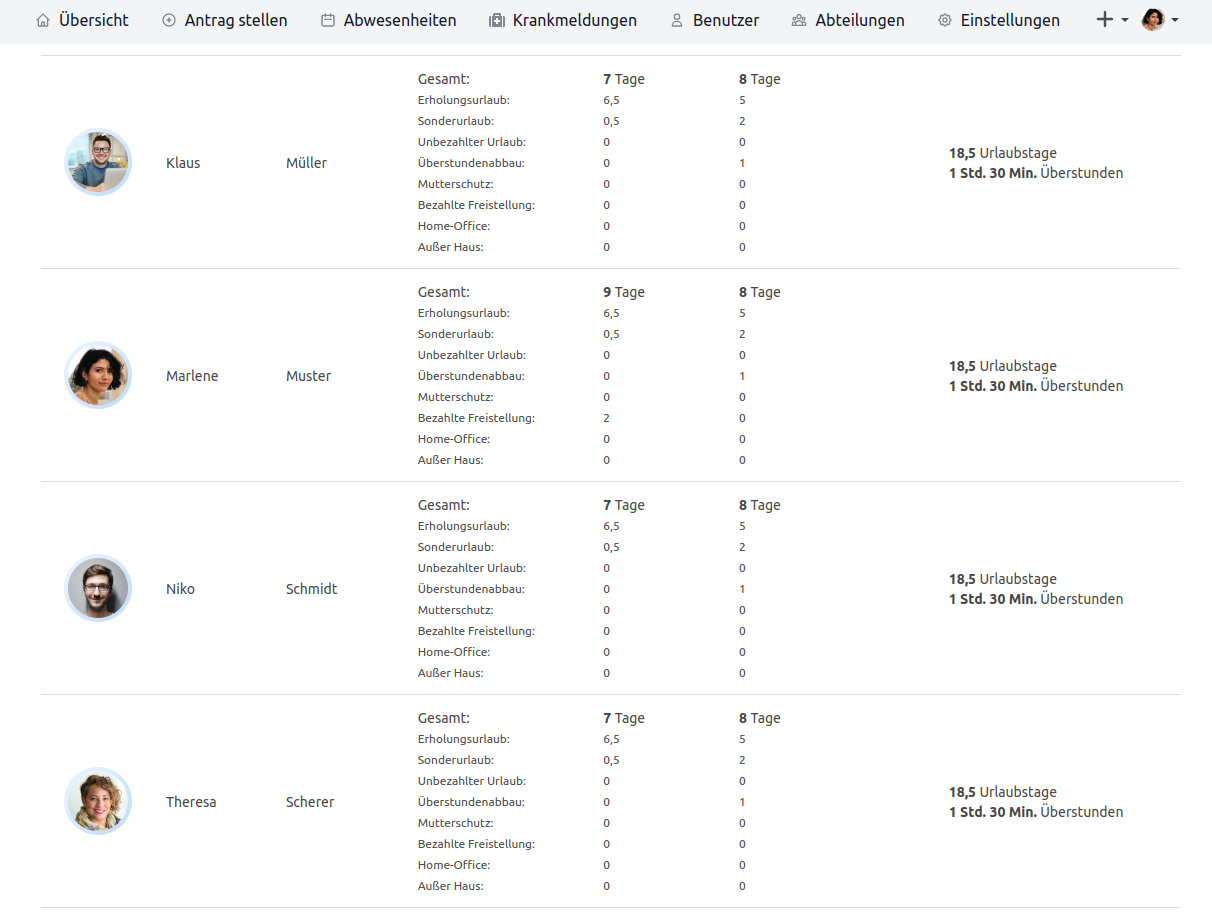 Übersicht Antrag stellen Abwesenheiten Krankmeldungen Benutzer Abteilungen Einstellungen
Gesamt: 7 Tage 8 Tage
Erholungsurlaub: 6,5 5
Sonderurlaub: 0,5 2
Unbezahlter Urlaub: 0 0
18,5 Urlaubstage
Klaus Müller Überstundenabbau: 0 1
1 Std. 30 Min. Überstunden
Mutterschutz: 0 0
Bezahlte Freistellung: 0 0
Home-Office: 0 0
Außer Haus: 0 0
Gesamt: 9 Tage 8 Tage
Erholungsurlaub: 6,5 5
Sonderurlaub: 0,5 2
Unbezahlter Urlaub: 0 0
18,5 Urlaubstage
Marlene Muster Überstundenabbau: 0 1
1 Std. 30 Min. Überstunden
Mutterschutz: 0 0
Bezahlte Freistellung: 2 0
Home-Office: 0 0
Außer Haus: 0 0
Gesamt: 7 Tage 8 Tage
Erholungsurlaub: 6,5 5
Sonderurlaub: 0,5 2
Unbezahlter Urlaub: 0 0
18,5 Urlaubstage
Niko Schmidt Überstundenabbau: 0 1
1 Std. 30 Min. Überstunden
Mutterschutz: 0 0
Bezahlte Freistellung: 0 0
Home-Office: 0 0
Außer Haus: 0 0
Gesamt: 7 Tage 8 Tage
Erholungsurlaub: 6,5 5
Sonderurlaub: 0,5 2
Unbezahlter Urlaub: 0 0
18,5 Urlaubstage
Theresa Scherer Überstundenabbau: 0 1
1 Std. 30 Min. Überstunden
Mutterschutz: 0 0
Bezahlte Freistellung: 0 0
Home-Office: 0 0
Außer Haus: 0 0